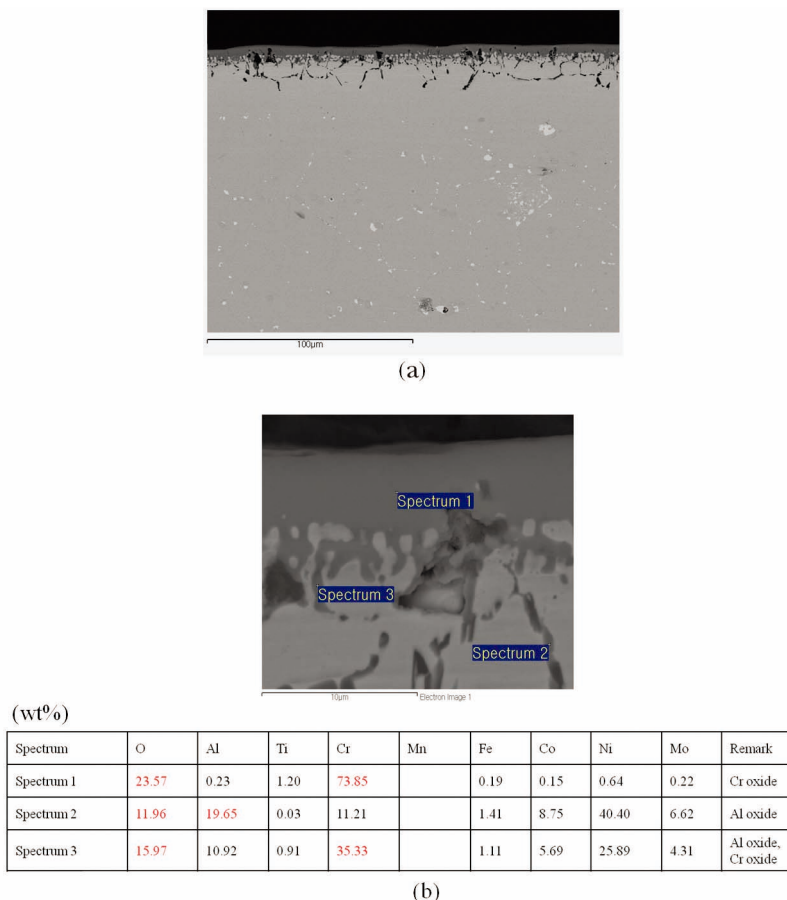 100μm
(a)
Spectrum 1
Spectrum 3
Spectrum 2
10μm Electron Image 1
(wt%)
Spectrum O Al Ti Cr Mn Fe Co Ni Mo Remark
Spectrum 1 23.57 0.23 1.20 73.85 0.19 0.15 0.64 0.22 Cr oxide
Spectrum 2 11.96 19.65 0.03 11.21 1.41 8.75 40.40 6.62 Al oxide
Spectrum 3 15.97 10.92 0.91 35.33 1.11 5.69 25.89 4.31 Al oxide,
Cr oxide
(b)